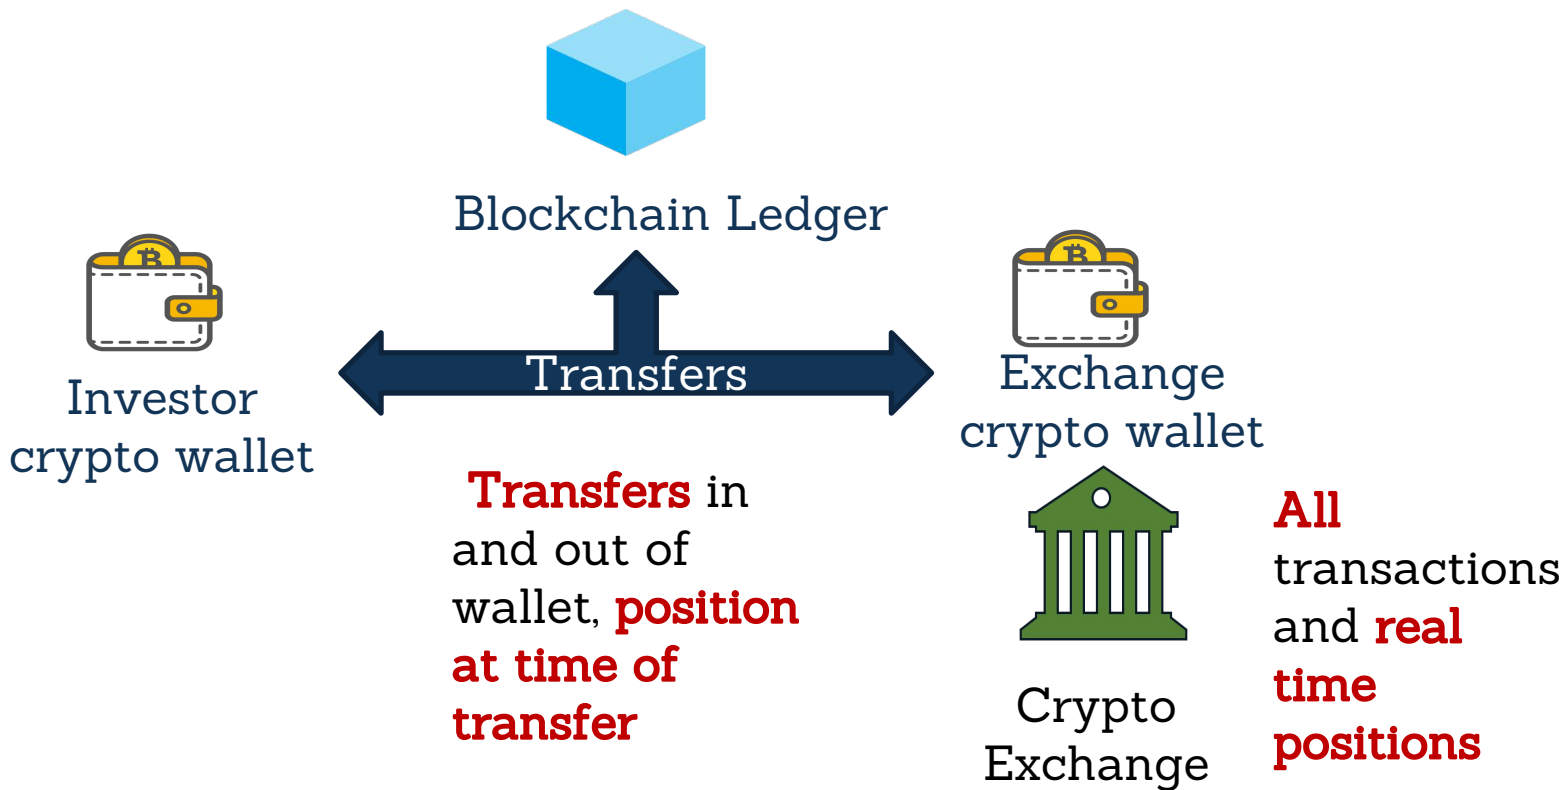 Blockchain Ledger
B
B
Investor
crypto wallet
Transfers
Exchange
crypto wallet
Transfers in
and out of
wallet, position
at time of
transfer
Crypto
Exchange
All
transactions
and real
time
positions